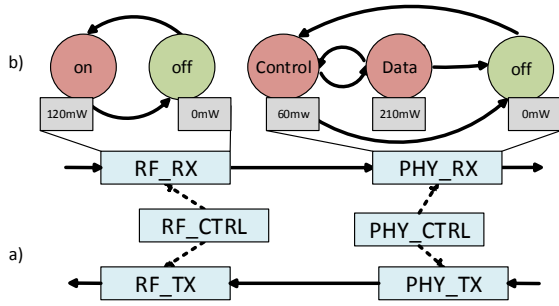 b)
on
off
Control
Data
off
120mW
0mW
60mw
210mW
0mW
RF_RX
PHY_RX
RF_CTRL
PHY_CTRL
a)
RF_TX
PHY_TX